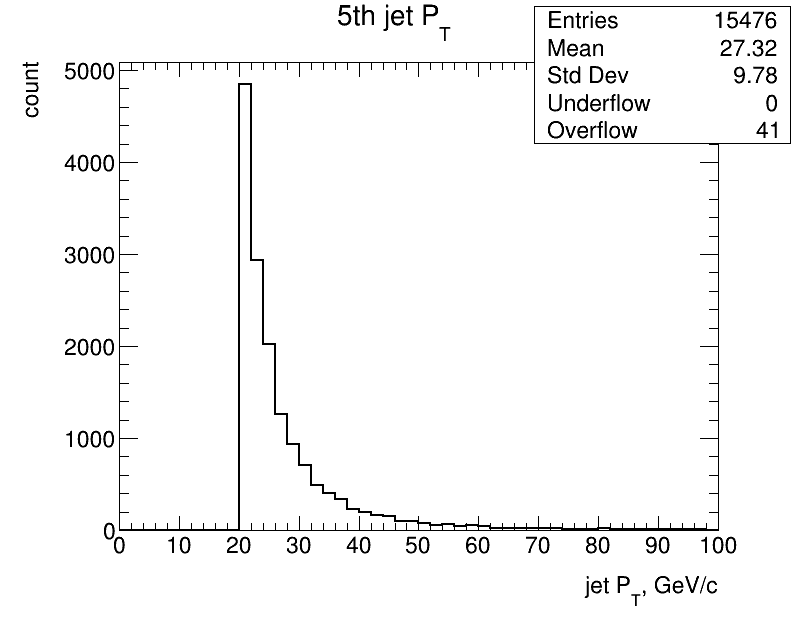 5th jet P_T
Entries 15476
Mean 27.32
Std Dev 9.78
Underflow 0
Overflow 41
count
5000
4000
3000
2000
1000
0
0 10 20 30 40 50 60 70 80 90 100
jet P_T, GeV/c